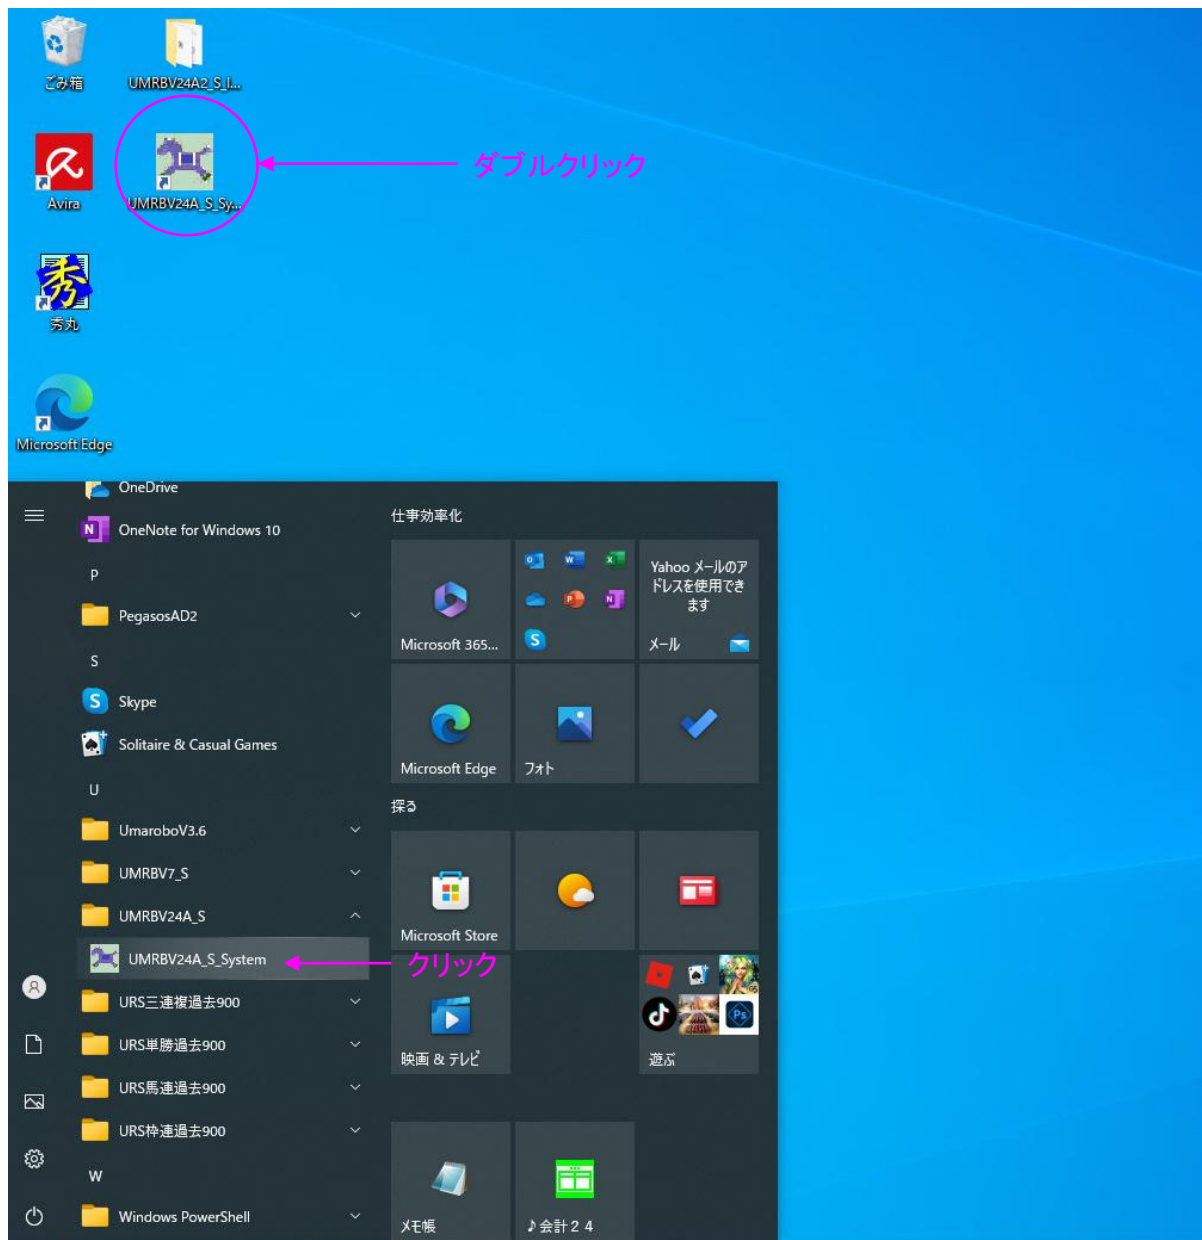 ごみ箱
UMRBV24A2_S_I...
Avira
UMRBV24A_S_Sy...
ダブルクリック
秀
秀丸
Microsoft Edge
OneDrive
OneNote for Windows 10
P
PegasosAD2
S
Skype
Solitaire & Casual Games
U
UmaroboV3.6
UMRBV7_S
UMRBV24A_S
UMRBV24A_S_System
クリック
URS三連複過去900
URS単勝過去900
URS馬連過去900
URS枠連過去900
W
Windows PowerShell
仕事効率化
Microsoft 365...
Yahoo メールのア
ドレスを使用でき
ます
メール
Microsoft Edge
フォト
探る
Microsoft Store
映画 & テレビ
Ps
遊ぶ
メモ帳
♪会計２４